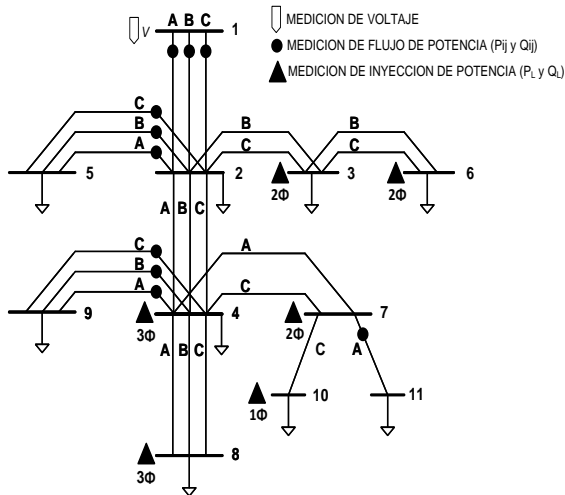 A B C
V
1
MEDICION DE VOLTAJE
MEDICION DE FLUJO DE POTENCIA (Pij y Qij)
MEDICION DE INYECCION DE POTENCIA (PL y QL)
C
B
A
B
C
B
C
5
2
3
6
2Φ
2Φ
A B C
A
C
C
B
A
9
4
7
3Φ
2Φ
A B C
C
A
10
11
1Φ
8
3Φ